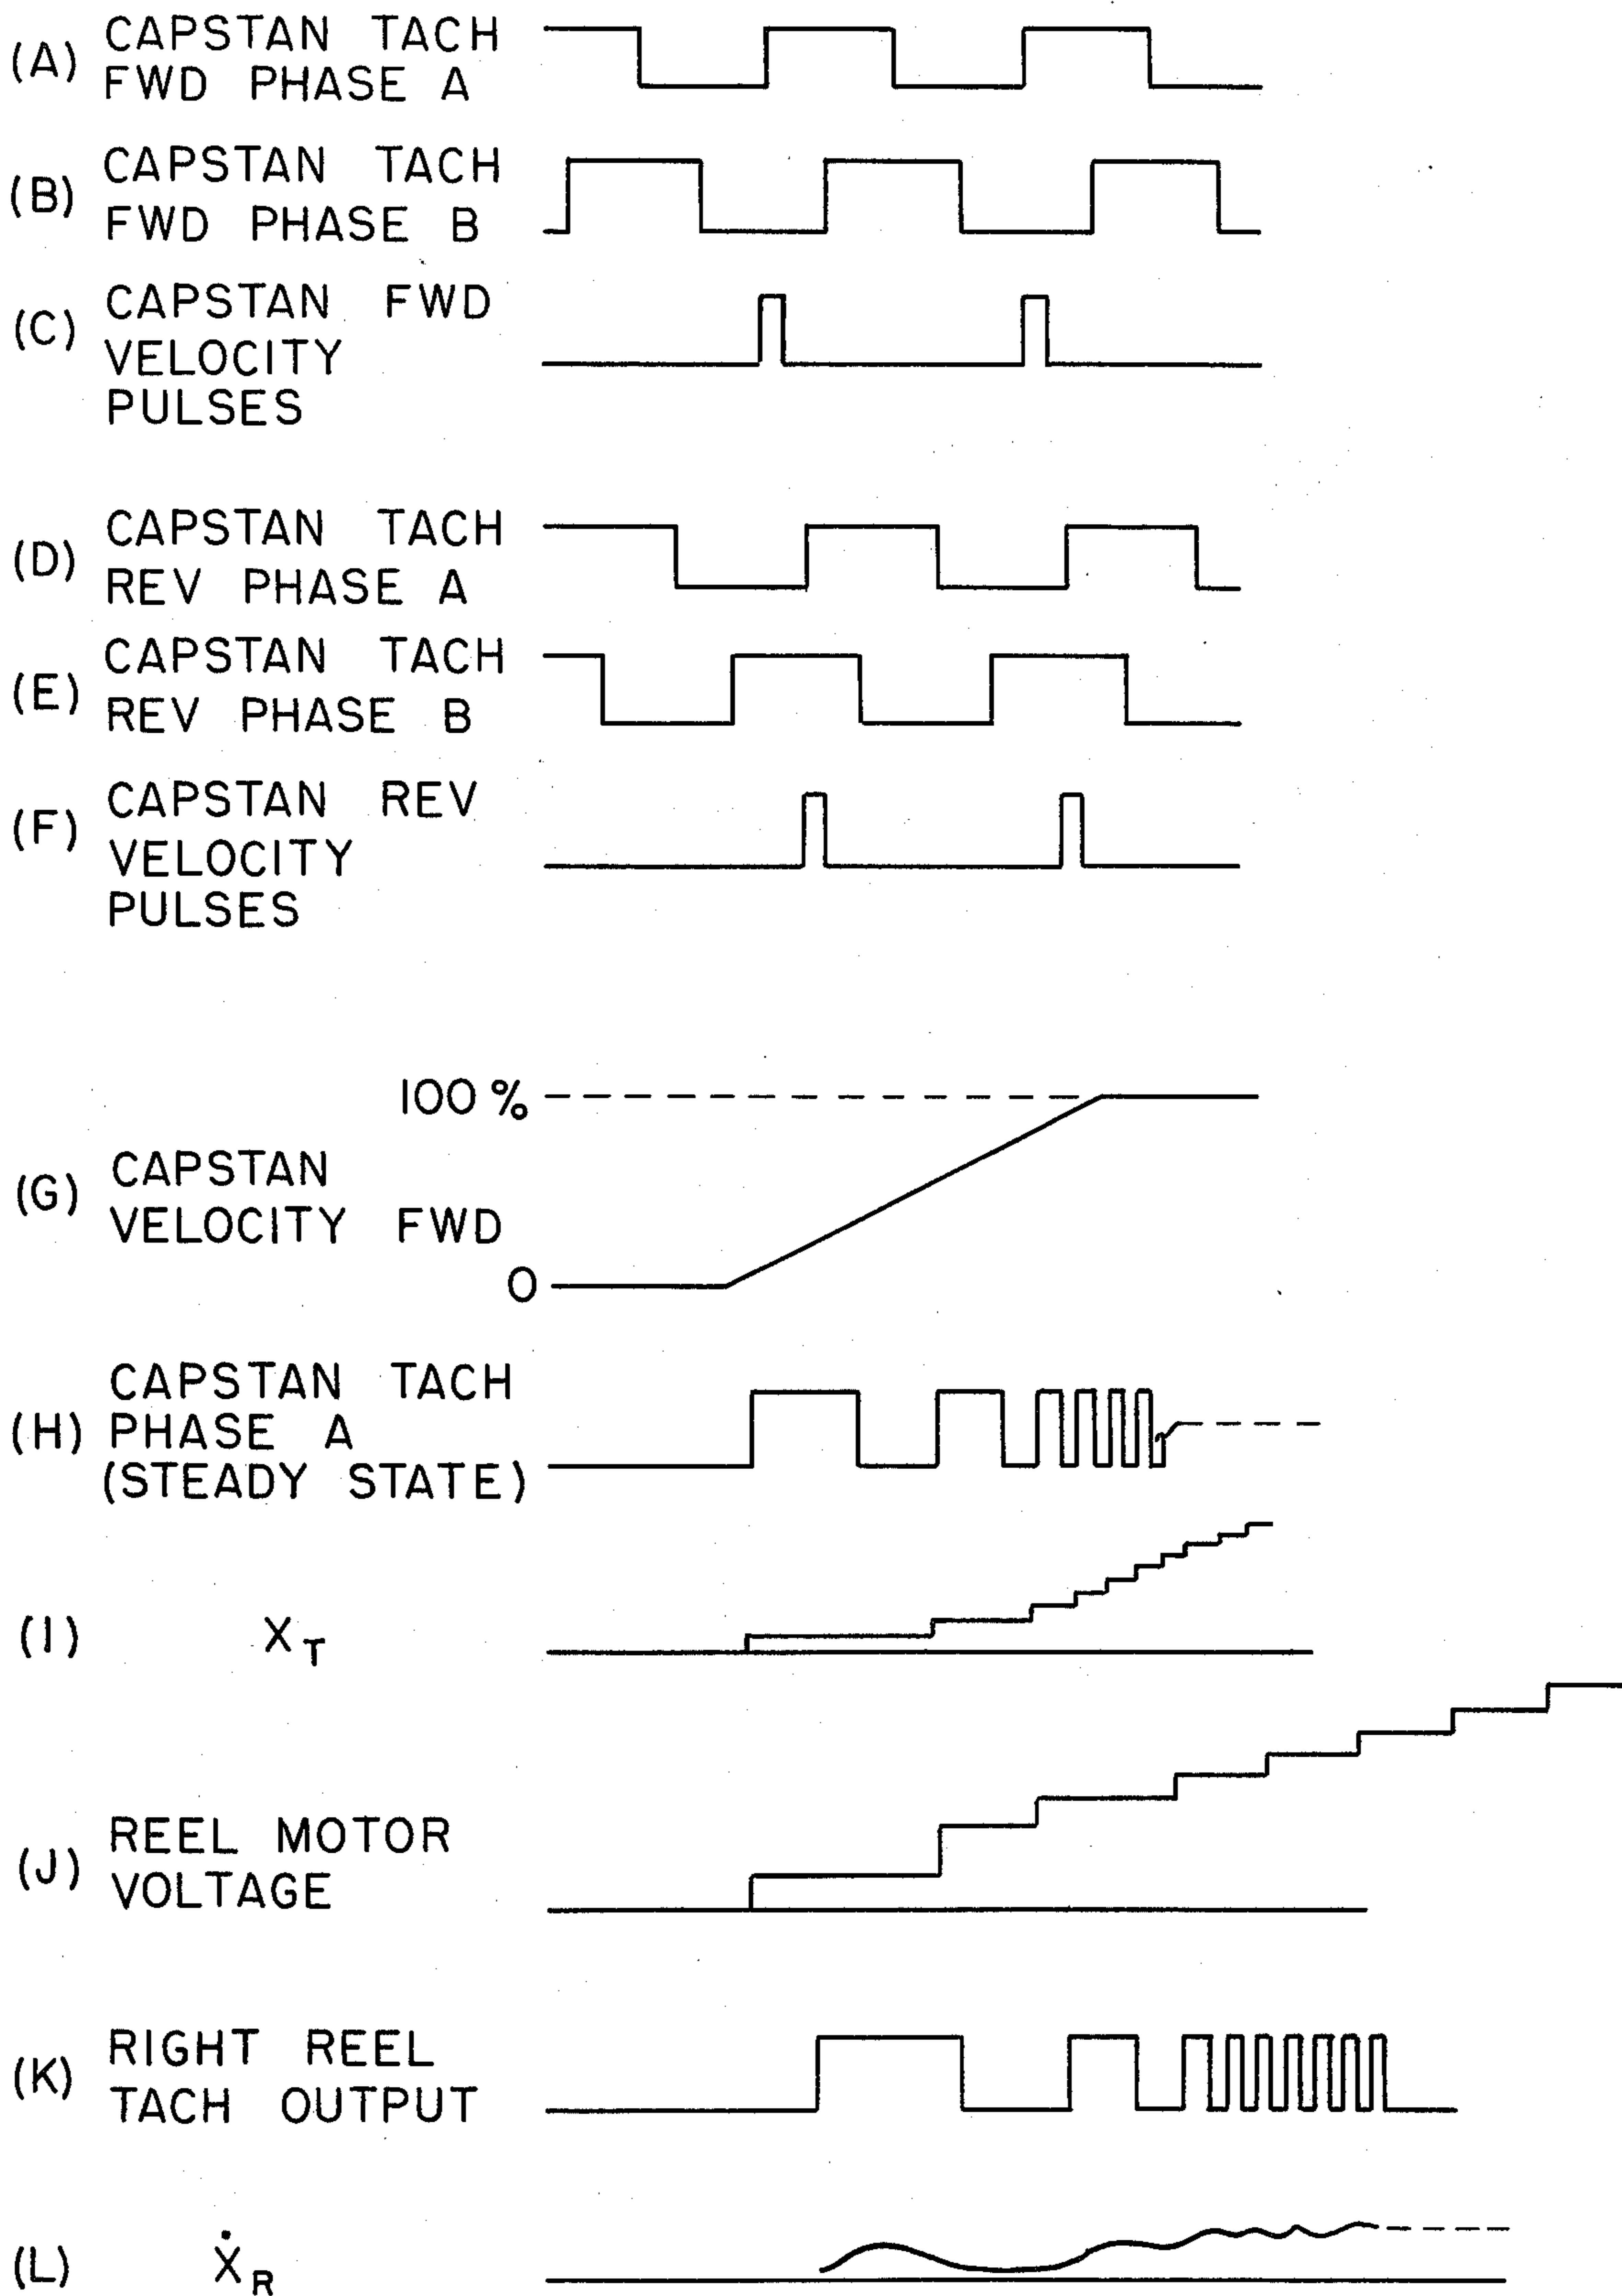 (A) CAPSTAN TACH
FWD PHASE A
(B) CAPSTAN TACH
FWD PHASE B
(C) CAPSTAN FWD
VELOCITY
PULSES
(D) CAPSTAN TACH
REV PHASE A
(E) CAPSTAN TACH
REV PHASE B
(F) CAPSTAN REV
VELOCITY
PULSES
100%
(G) CAPSTAN
VELOCITY FWD
0
CAPSTAN TACH
(H) PHASE A
(STEADY STATE)
(I) XT
(J) REEL MOTOR
VOLTAGE
(K) RIGHT REEL
TACH OUTPUT
(L) ẊR